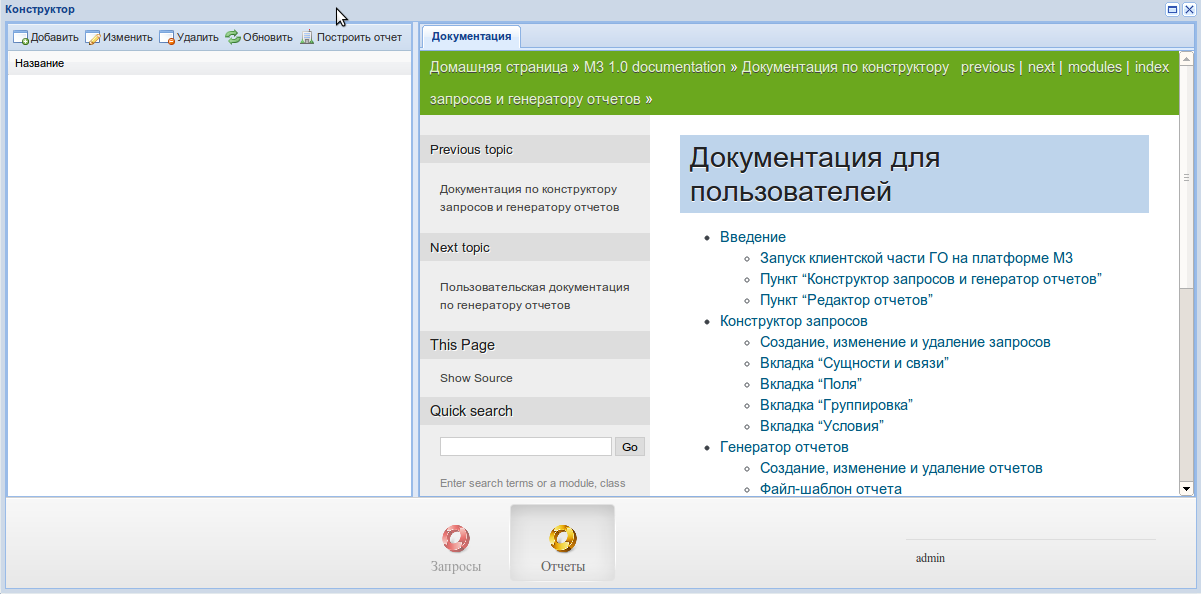 Конструктор
Добавить Изменить Удалить Обновить Построить отчет
Название
Документация
Домашняя страница » M3 1.0 documentation » Документация по конструктору previous | next | modules | index
запросов и генератору отчетов »
Previous topic
Документация по конструктору
запросов и генератору отчетов
Next topic
Пользовательская документация
по генератору отчетов
This Page
Show Source
Quick search
Go
Enter search terms or a module, class
Документация для
пользователей
Введение
Запуск клиентской части ГО на платформе М3
Пункт “Конструктор запросов и генератор отчетов”
Пункт “Редактор отчетов”
Конструктор запросов
Создание, изменение и удаление запросов
Вкладка “Сущности и связи”
Вкладка “Поля”
Вкладка “Группировка”
Вкладка “Условия”
Генератор отчетов
Создание, изменение и удаление отчетов
Файл-шаблон отчета
Запросы
Отчеты
admin